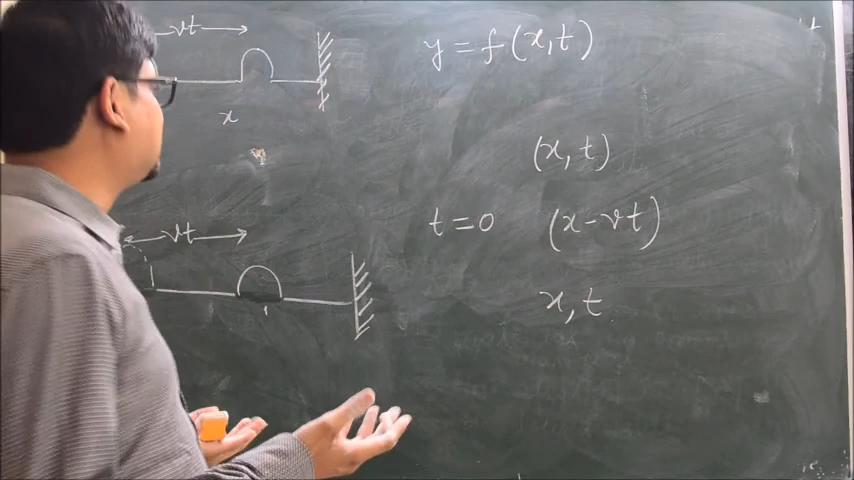 vt
y = f(x,t)
x
(x,t)
t = 0 (x - vt)
vt
x, t